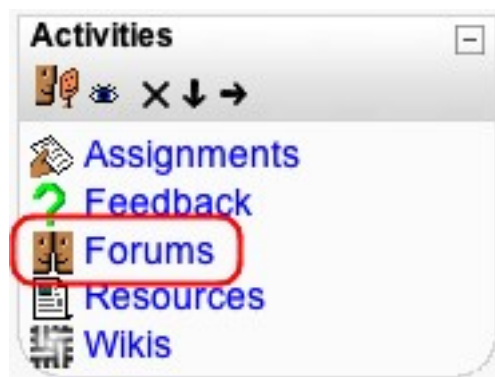 Activities
Assignments
Feedback
Forums
Resources
Wikis